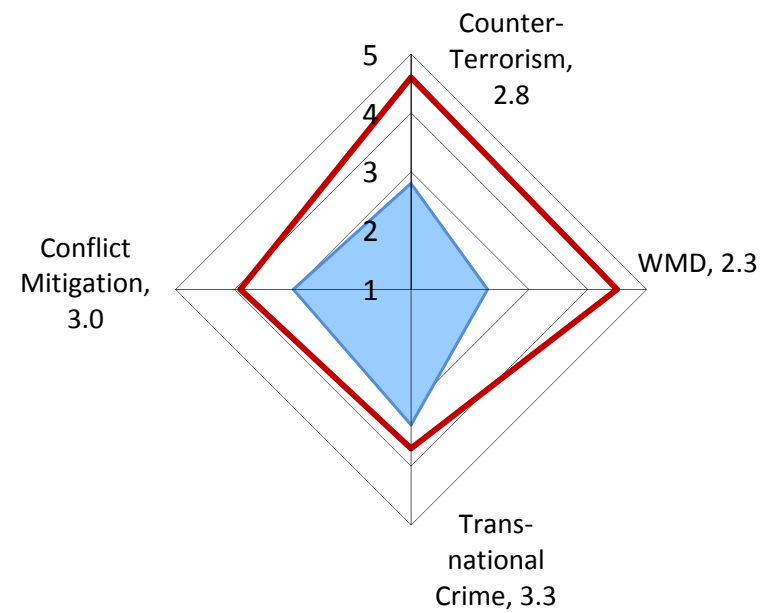 Counter-
Terrorism,
2.8
5
4
3
2
1
WMD, 2.3
Conflict
Mitigation,
3.0
Trans-
national
Crime, 3.3